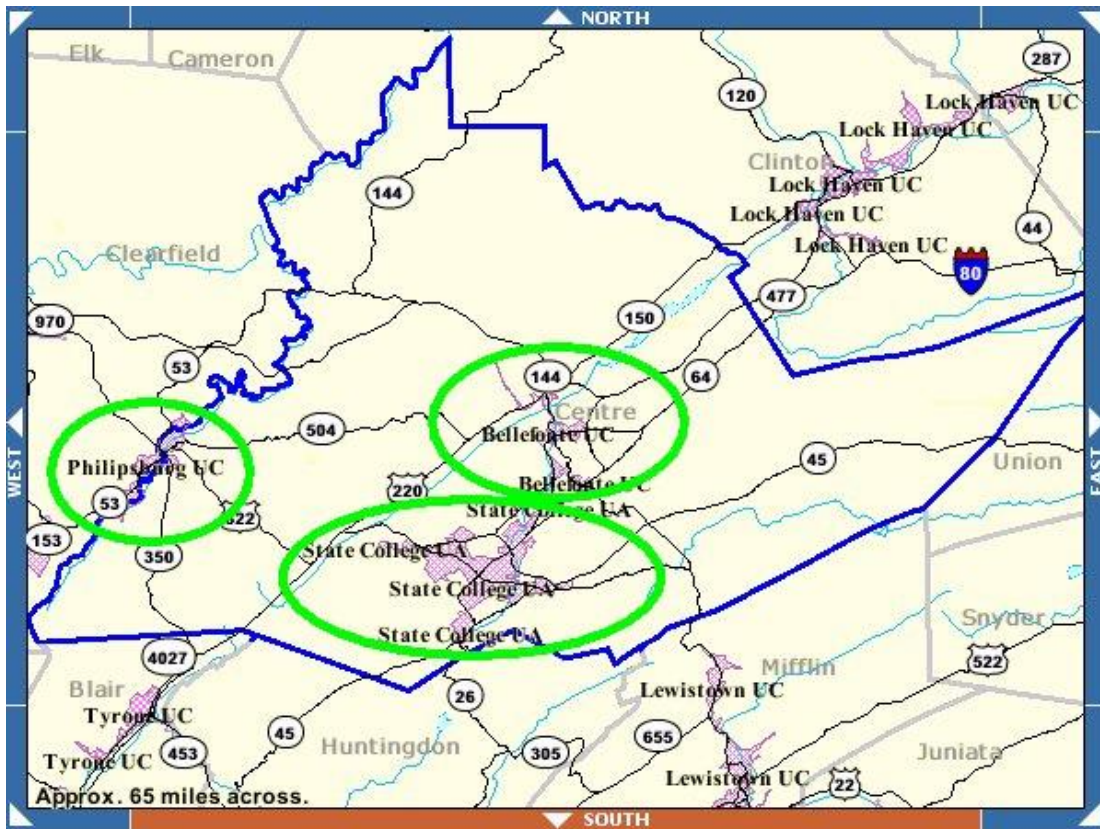 NORTH
Elk
Cameron
287
120
Lock Haven UC
Lock Haven UC
Clinton
Lock Haven UC
144
Lock Haven UC
44
Lock Haven UC
Clearfield
80
477
150
970
53
144
64
Centre
504
Bellefonte UC
45
Union
WEST
EAST
Philipsburg UC
220
Bellefonte UC
53
State College UA
322
153
350
State College UA
State College UA
Snyder
State College UA
4027
522
Mifflin
Blair
Lewistown UC
26
Tyrone UC
45
655
453
Huntingdon
305
Juniata
Tyrone UC
Lewistown UC
22
Approx. 65 miles across.
SOUTH